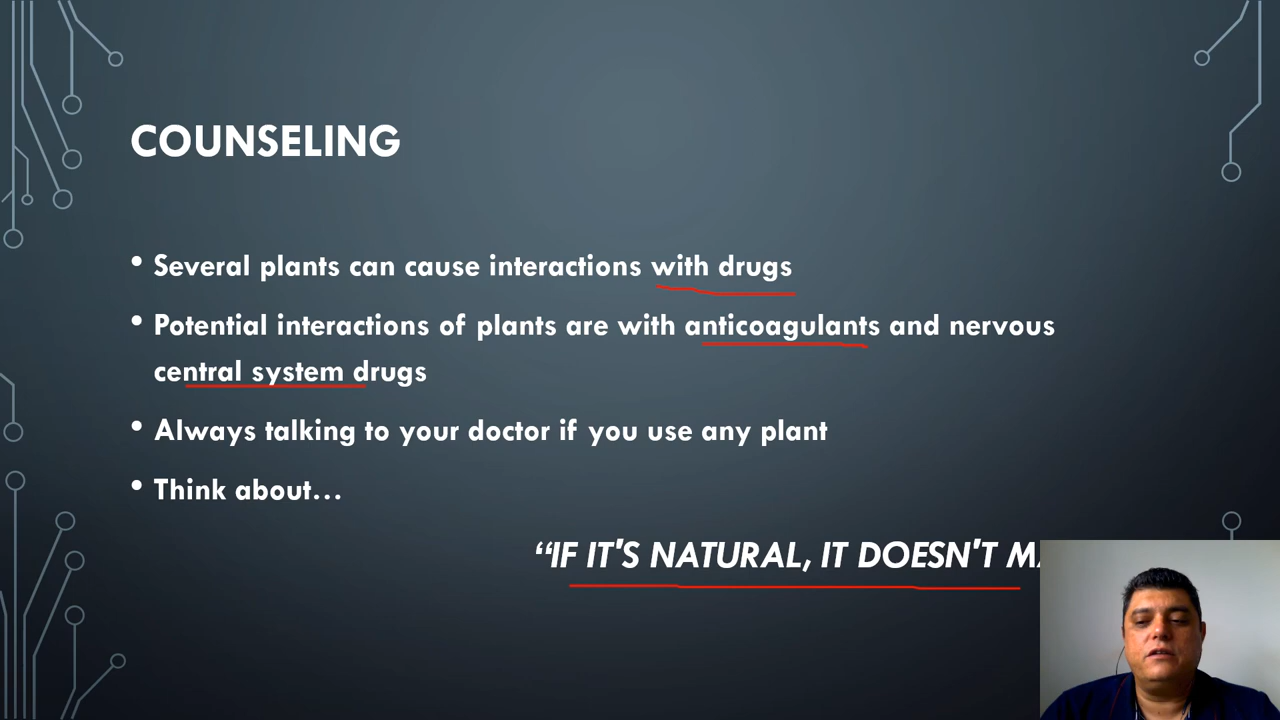 COUNSELING
• Several plants can cause interactions with drugs
• Potential interactions of plants are with anticoagulants and nervous
central system drugs
• Always talking to your doctor if you use any plant
• Think about…
“IF IT'S NATURAL, IT DOESN'T